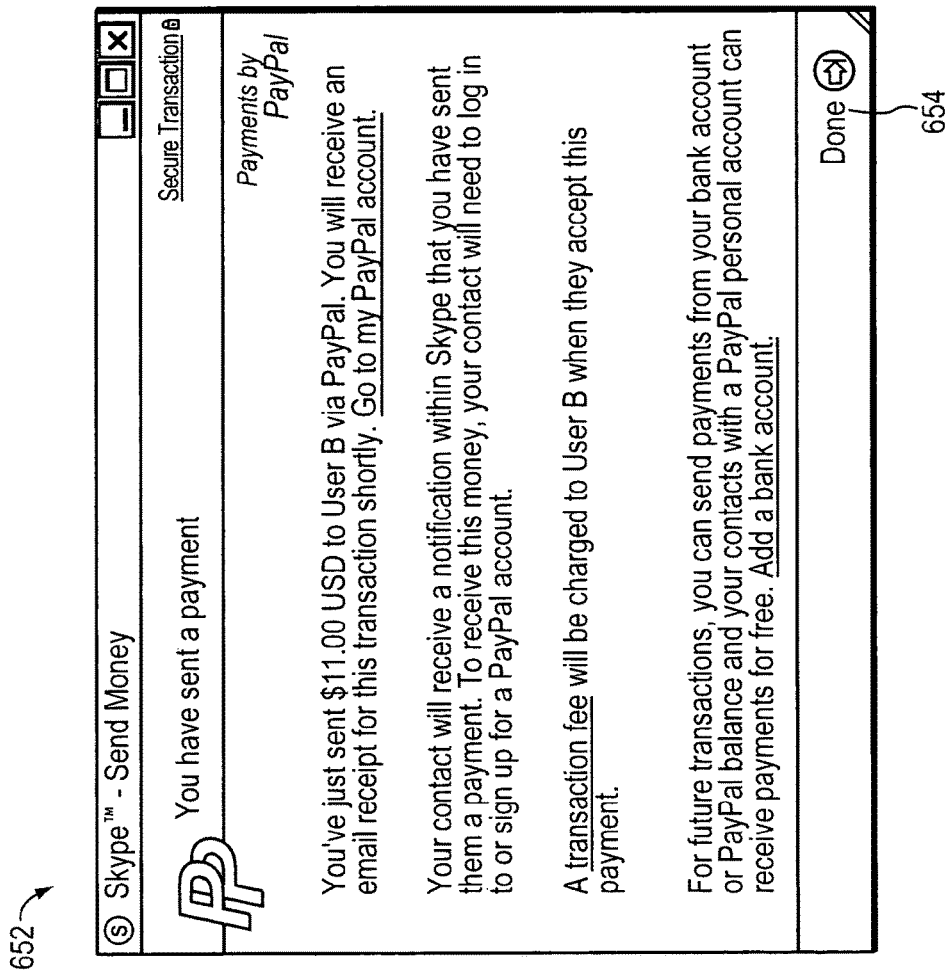 652
S Skype™ - Send Money
PP You have sent a payment
Secure Transaction
Payments by
PayPal
You've just sent $11.00 USD to User B via PayPal. You will receive an
email receipt for this transaction shortly. Go to my PayPal account.
Your contact will receive a notification within Skype that you have sent
them a payment. To receive this money, your contact will need to log in
to or sign up for a PayPal account.
A transaction fee will be charged to User B when they accept this
payment.
For future transactions, you can send payments from your bank account
or PayPal balance and your contacts with a PayPal personal account can
receive payments for free. Add a bank account.
Done
654